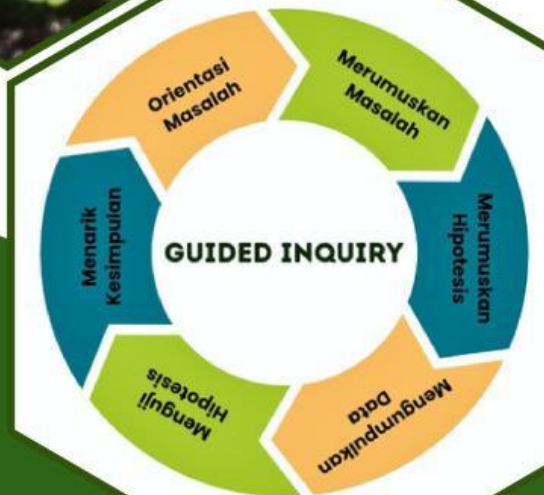 Orientasi
Masalah
Merumuskan
Masalah
Merumuskan
Hipotesis
Mengumpulkan
Data
Menguji
Hipotesis
Menarik
Kesimpulan
GUIDED INQUIRY